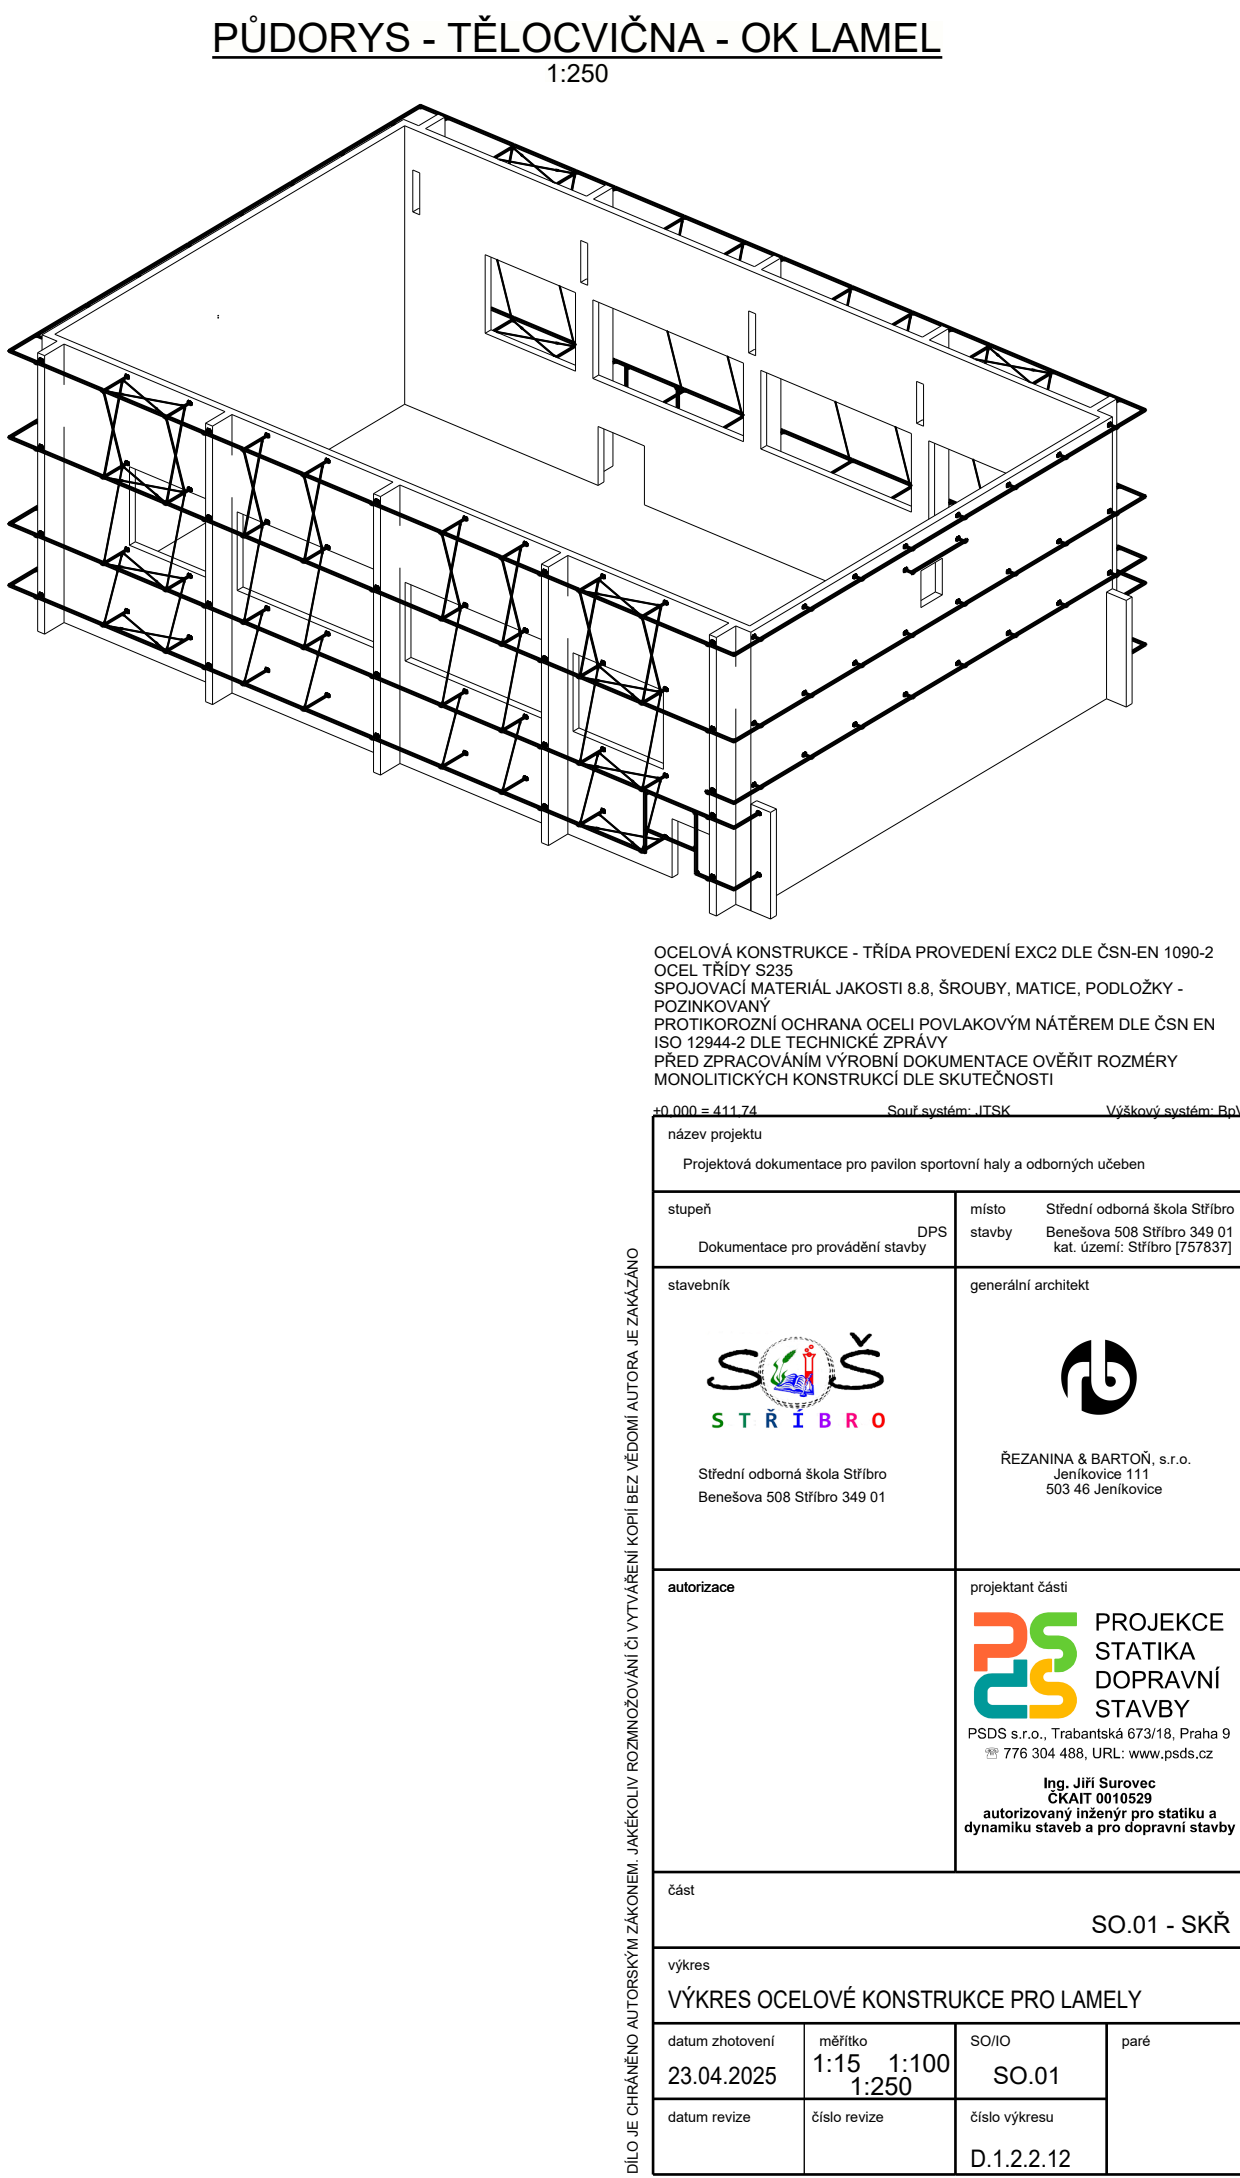 PŮDORYS - TĚLOCVIČNA - OK LAMEL
1:250
OCELOVÁ KONSTRUKCE - TŘÍDA PROVEDENÍ EXC2 DLE ČSN-EN 1090-2
OCEL TŘÍDY S235
SPOJOVACÍ MATERIÁL JAKOSTI 8.8, ŠROUBY, MATICE, PODLOŽKY -
POZINKOVANÝ
PROTIKOROZNÍ OCHRANA OCELI POVLAKOVÝM NÁTĚREM DLE ČSN EN
ISO 12944-2 DLE TECHNICKÉ ZPRÁVY
PŘED ZPRACOVÁNÍM VÝROBNÍ DOKUMENTACE OVĚŘIT ROZMÉRY
MONOLITICKÝCH KONSTRUKCÍ DLE SKUTEČNOSTI
±0,000 = 411,74 Souř.systém: JTSK Výškový systém: BpV
název projektu
Projektová dokumentace pro pavilon sportovní haly a odborných učeben
stupeň
DPS
Dokumentace pro provádění stavby
místo Střední odborná škola Stříbro
stavby Benešova 508 Stříbro 349 01
kat. území: Stříbro [757837]
stavebník
SOŠ
STŘÍBRO
Střední odborná škola Stříbro
Benešova 508 Stříbro 349 01
generální architekt
rb
ŘEZANINA & BARTOŇ, s.r.o.
Jeníkovice 111
503 46 Jeníkovice
autorizace
projektant části
PSDS
PROJEKCE
STATIKA
DOPRAVNÍ
STAVBY
PSDS s.r.o., Trabantská 673/18, Praha 9
☏ 776 304 488, URL: www.psds.cz
Ing. Jiří Surovec
ČKAIT 0010529
autorizovaný inženýr pro statiku a
dynamiku staveb a pro dopravní stavby
část
SO.01 - SKŘ
výkres
VÝKRES OCELOVÉ KONSTRUKCE PRO LAMELY
datum zhotovení
23.04.2025
měřítko
1:15 1:100
1:250
SO/IO
SO.01
paré
datum revize
číslo revize
číslo výkresu
D.1.2.2.12
DÍLO JE CHRÁNĚNO AUTORSKÝM ZÁKONEM. JAKÉKOLIV ROZMNOŽOVÁNÍ ČI VYTVÁŘENÍ KOPIÍ BEZ VĚDOMÍ AUTORA JE ZAKÁZÁNO